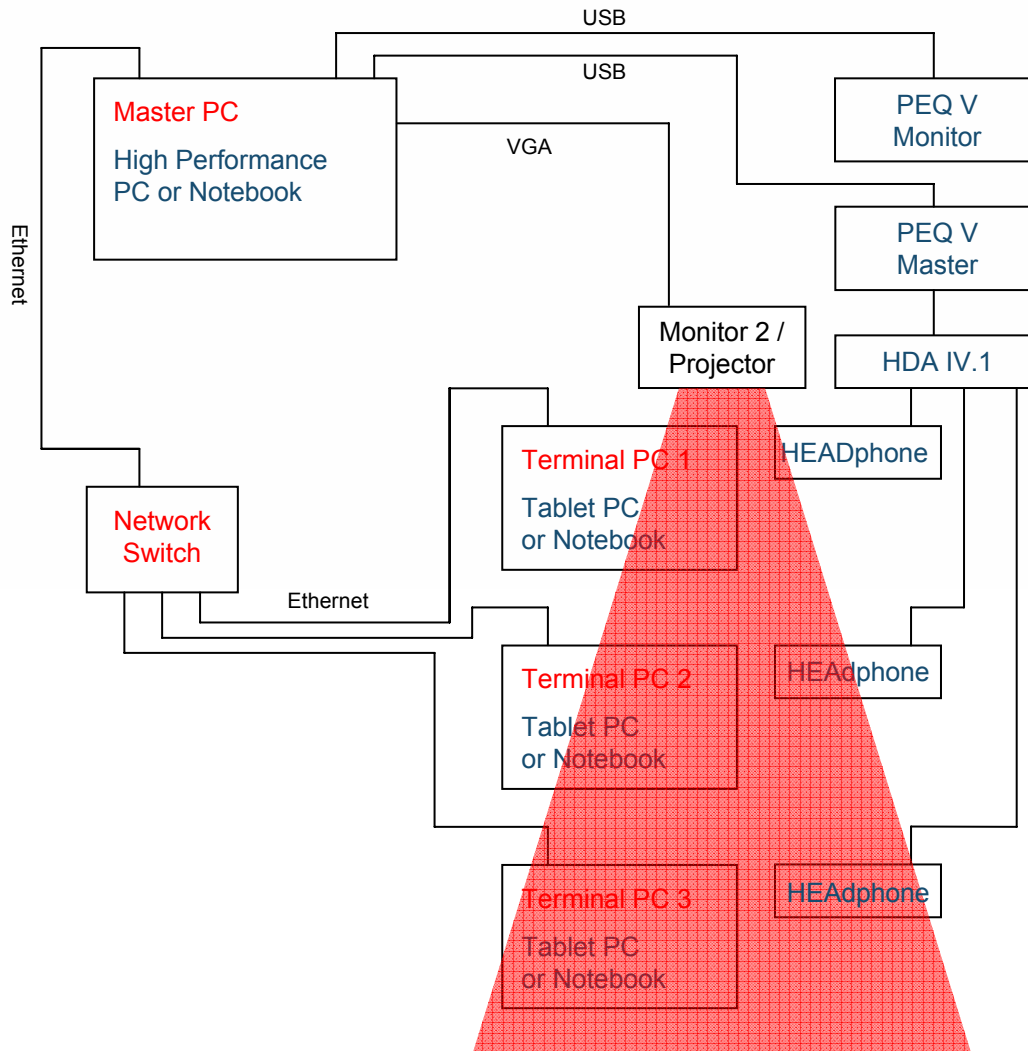 USB
USB
PEQ V
Monitor
Master PC
High Performance
PC or Notebook
VGA
Ethernet
PEQ V
Master
Monitor 2 /
Projector
HDA IV.1
Terminal PC 1
Tablet PC
or Notebook
HEADphone
Network
Switch
Ethernet
Terminal PC 2
Tablet PC
or Notebook
HEAdphone
Terminal PC 3
Tablet PC
or Notebook
HEAdphone